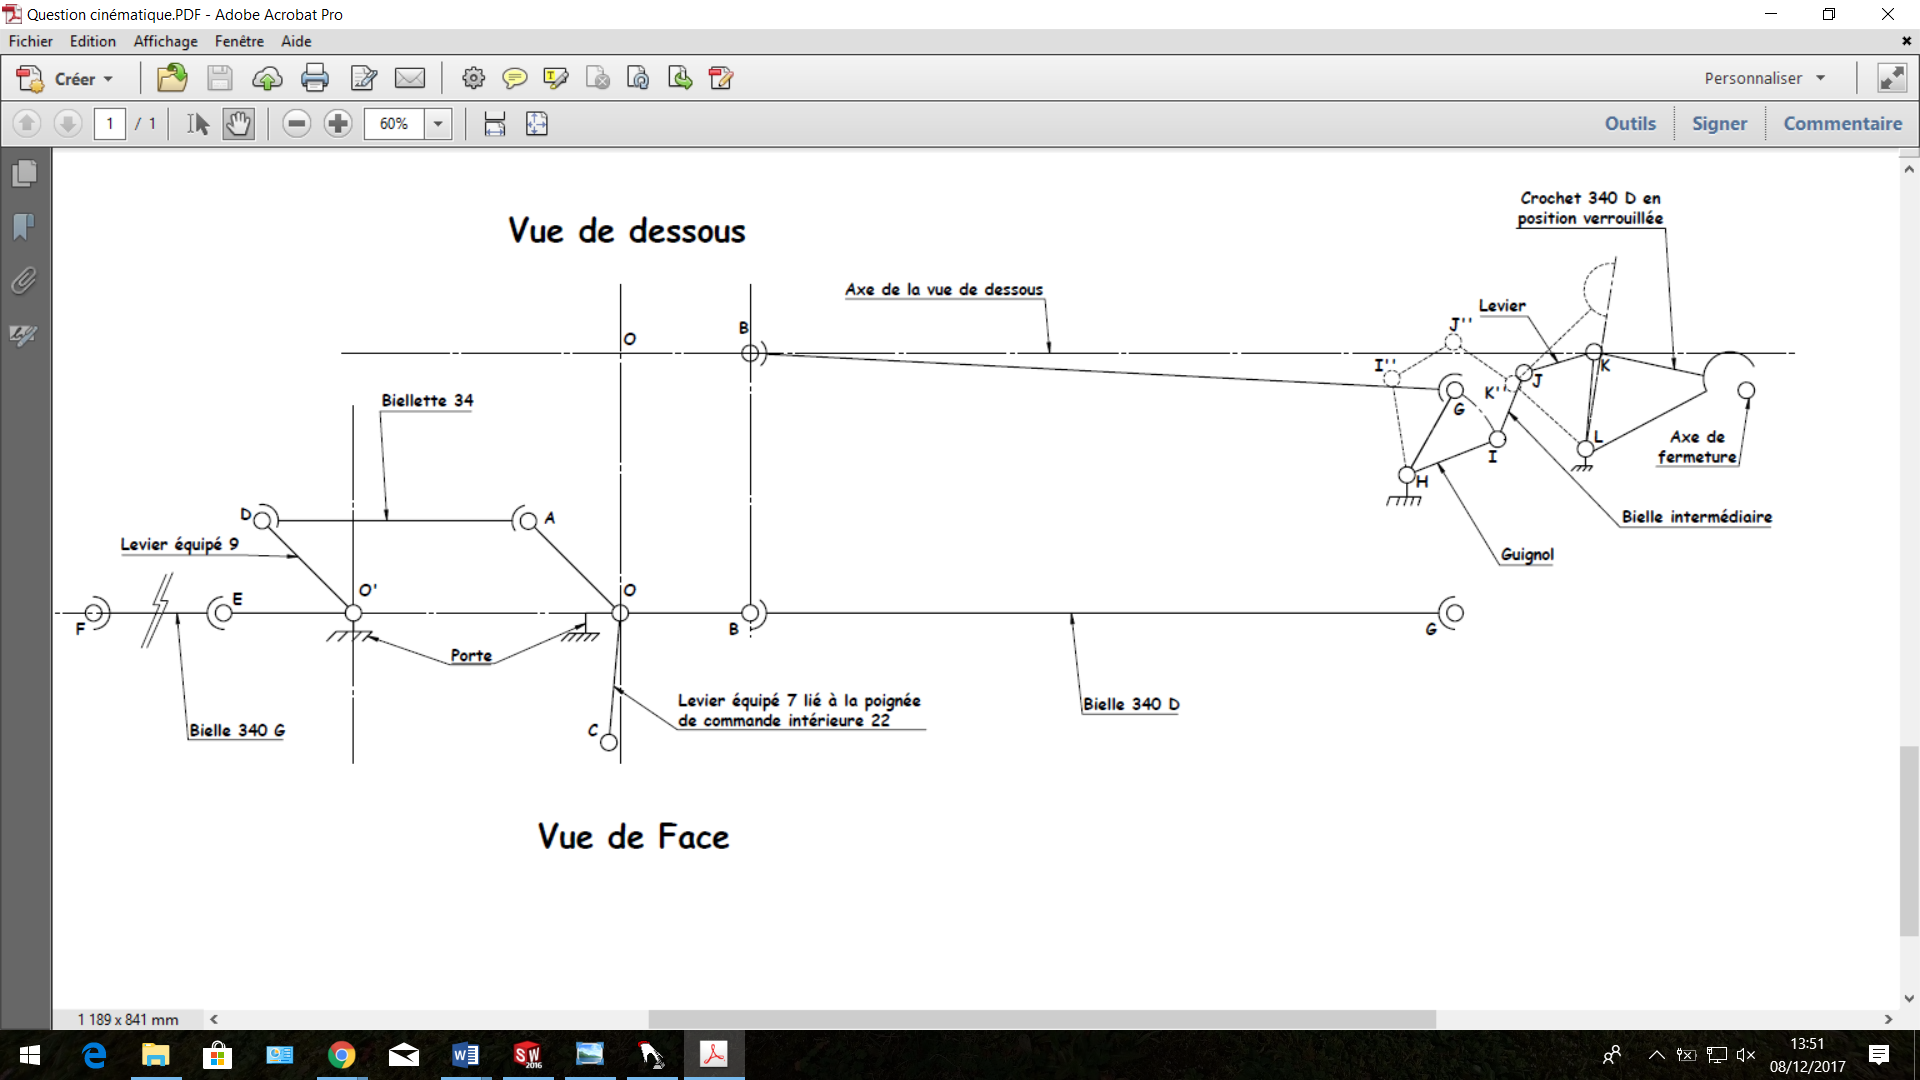 Question cinématique.PDF - Adobe Acrobat Pro
Fichier Edition Affichage Fenêtre Aide
Créer
Personnaliser
1 / 1
60%
Outils
Signer
Commentaire
Vue de dessous
Crochet 340 D en
position verrouillée
Axe de la vue de dessous
Levier
O
B
J''
I''
K''
J
K
G
L
I
H
Axe de
fermeture
Bielle intermédiaire
Guignol
Biellette 34
D
A
Levier équipé 9
O'
O
E
F
B
G
Porte
Levier équipé 7 lié à la poignée
de commande intérieure 22
C
Bielle 340 G
Bielle 340 D
Vue de Face
1 189 x 841 mm
SW
2016
13:51
08/12/2017